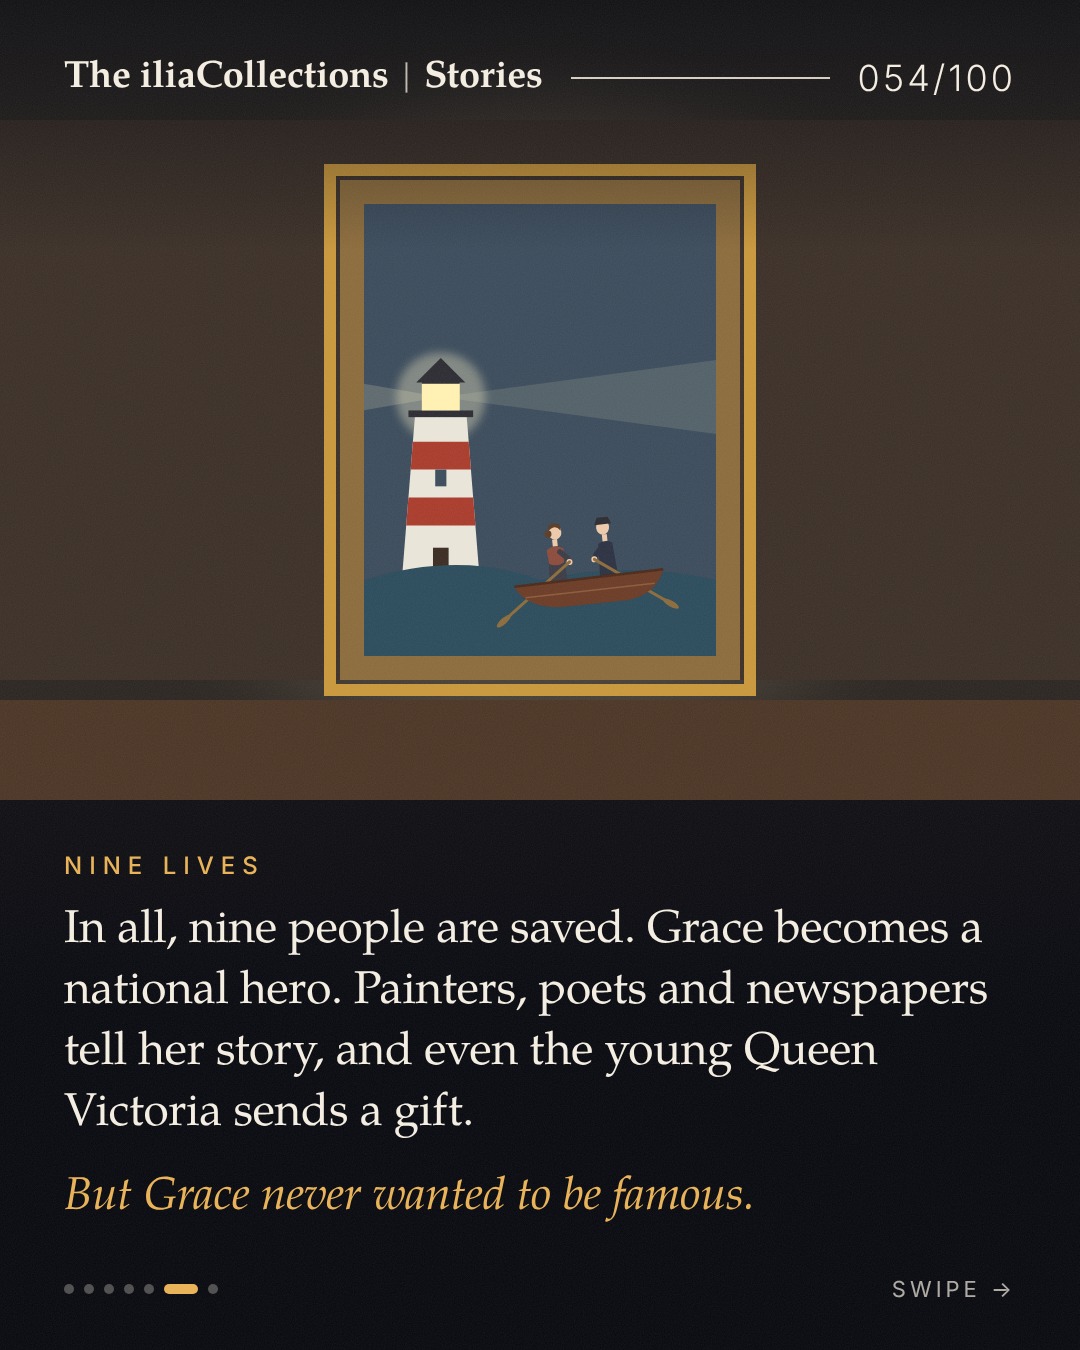 The iliaCollections | Stories
054/100
NINE LIVES
In all, nine people are saved. Grace becomes a
national hero. Painters, poets and newspapers
tell her story, and even the young Queen
Victoria sends a gift.
But Grace never wanted to be famous.
SWIPE →